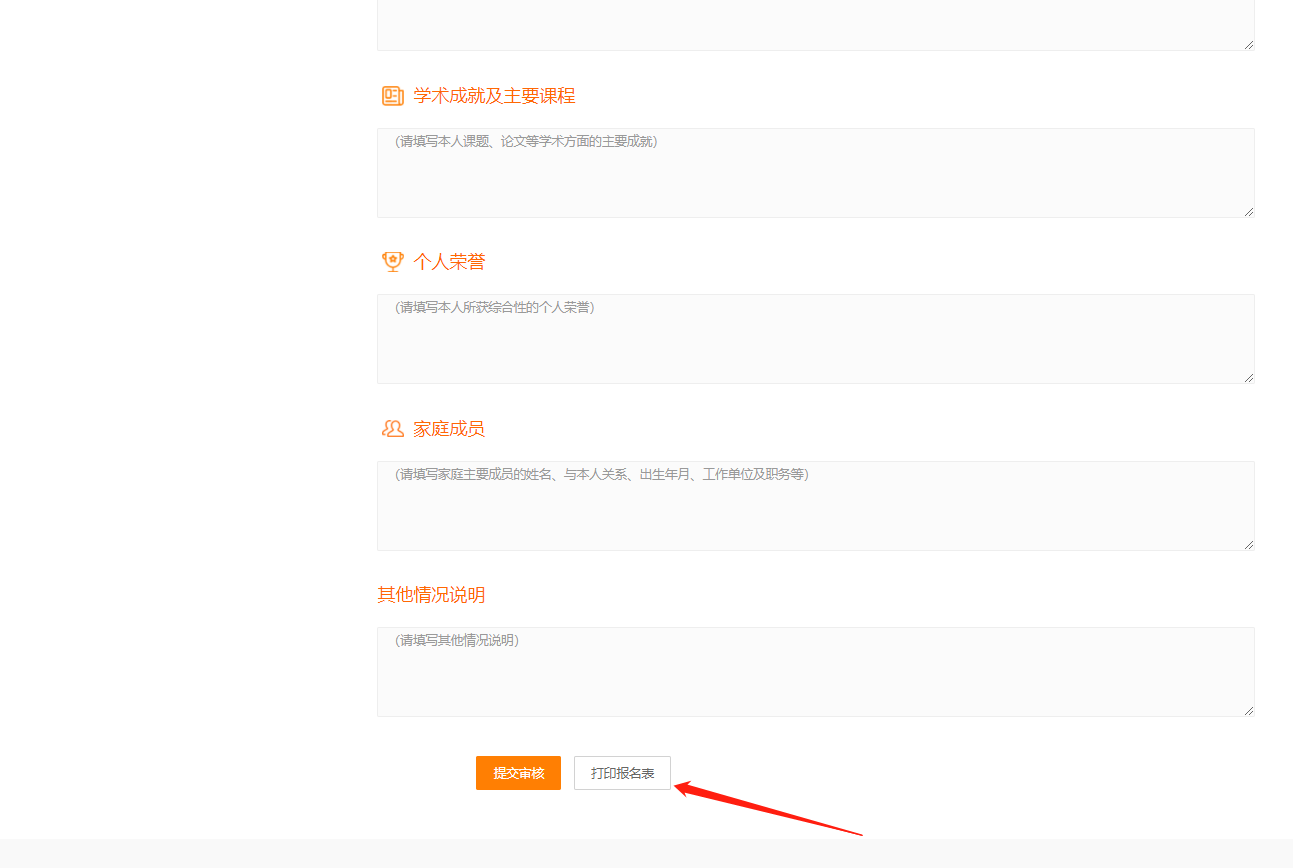 学术成就及主要课程
（请填写本人课题、论文等学术方面的主要成就）
个人荣誉
（请填写本人所获综合性的个人荣誉）
家庭成员
（请填写家庭主要成员的姓名、与本人关系、出生年月、工作单位及职务等）
其他情况说明
（请填写其他情况说明）
提交审核 打印报名表